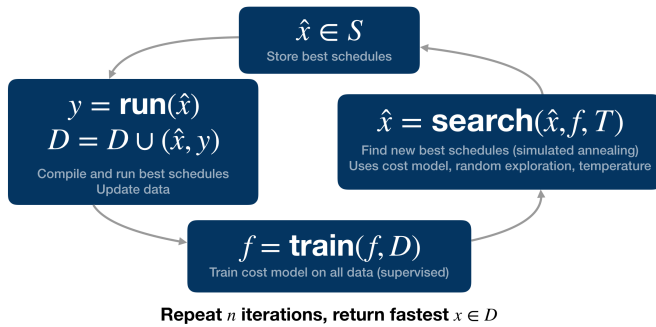 x̂ ∈ S
Store best schedules
y = run(x̂)
D = D ∪ (x̂, y)
Compile and run best schedules
Update data
x̂ = search(x̂, f, T)
Find new best schedules (simulated annealing)
Uses cost model, random exploration, temperature
f = train(f, D)
Train cost model on all data (supervised)
Repeat n iterations, return fastest x ∈ D